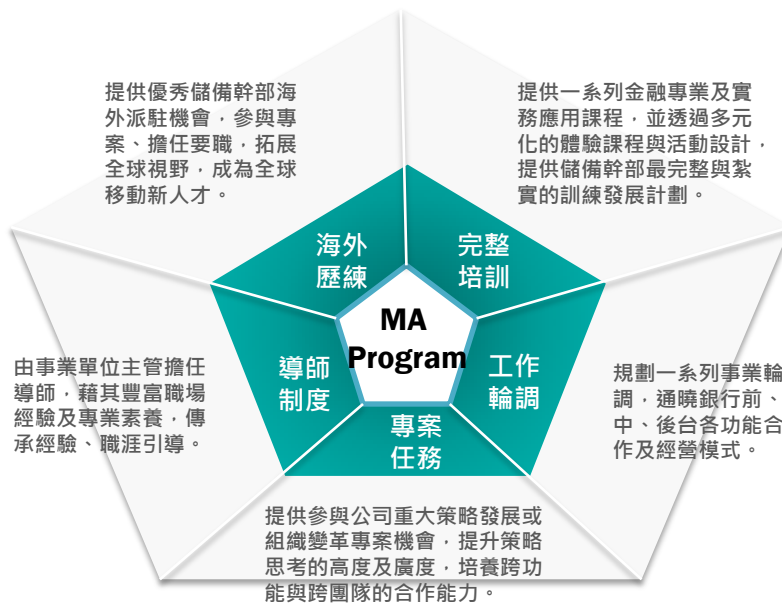 提供優秀儲備幹部海
外派駐機會，參與專
案、擔任要職，拓展
全球視野，成為全球
移動新人才。
提供一系列金融專業及實
務應用課程，並透過多元
化的體驗課程與活動設計，
提供儲備幹部最完整與紮
實的訓練發展計劃。
海外
歷練
完整
培訓
MA
Program
由事業單位主管擔任
導師，藉其豐富職場
經驗及專業素養，傳
承經驗、職涯引導。
導師
制度
工作
輪調
規劃一系列事業輪
調，通曉銀行前、
中、後台各功能合
作及經營模式。
專案
任務
提供參與公司重大策略發展或
組織變革專案機會，提升策略
思考的高度及廣度，培養跨功
能與跨團隊的合作能力。